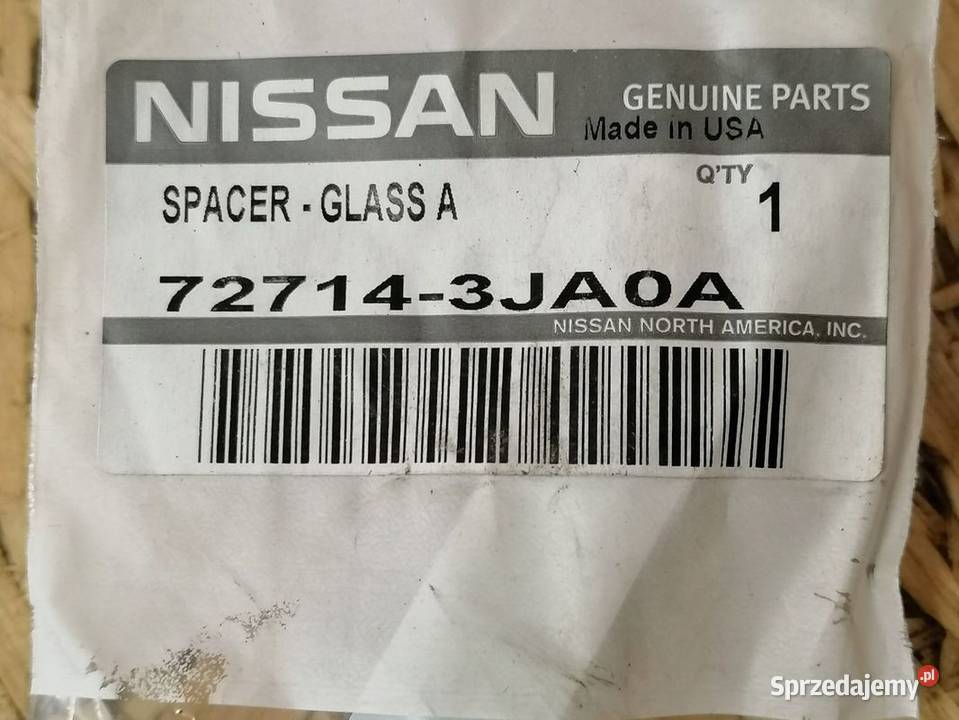 NISSAN
GENUINE PARTS
Made in USA
Q'TY
SPACER - GLASS A
1
72714-3JA0A
NISSAN NORTH AMERICA, INC.
Sprzedajemy.pl